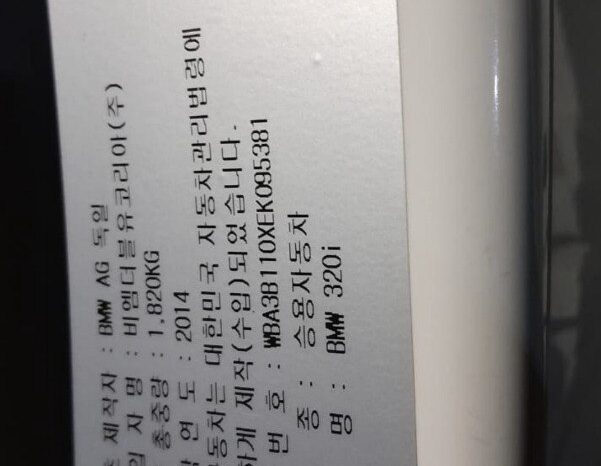 제작자 : BMW AG 독일
자 명 : 비엠더블유코리아(주)
총중량 : 1,820KG
연 도 : 2014
동차는 대한민국 자동차관리법령에
하게 제작(수입)되었습니다.
번 호 : WBA3B110XEK095381
종 : 승용자동차
명 : BMW 320i